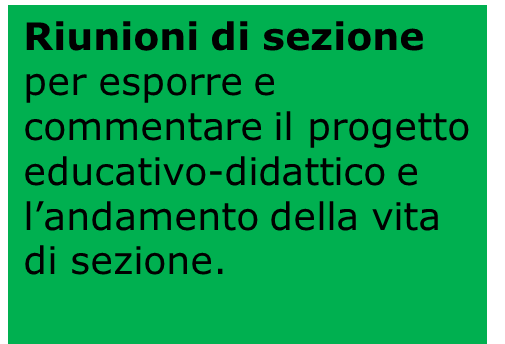 Riunioni di sezione
per esporre e
commentare il progetto
educativo-didattico e
l’andamento della vita
di sezione.